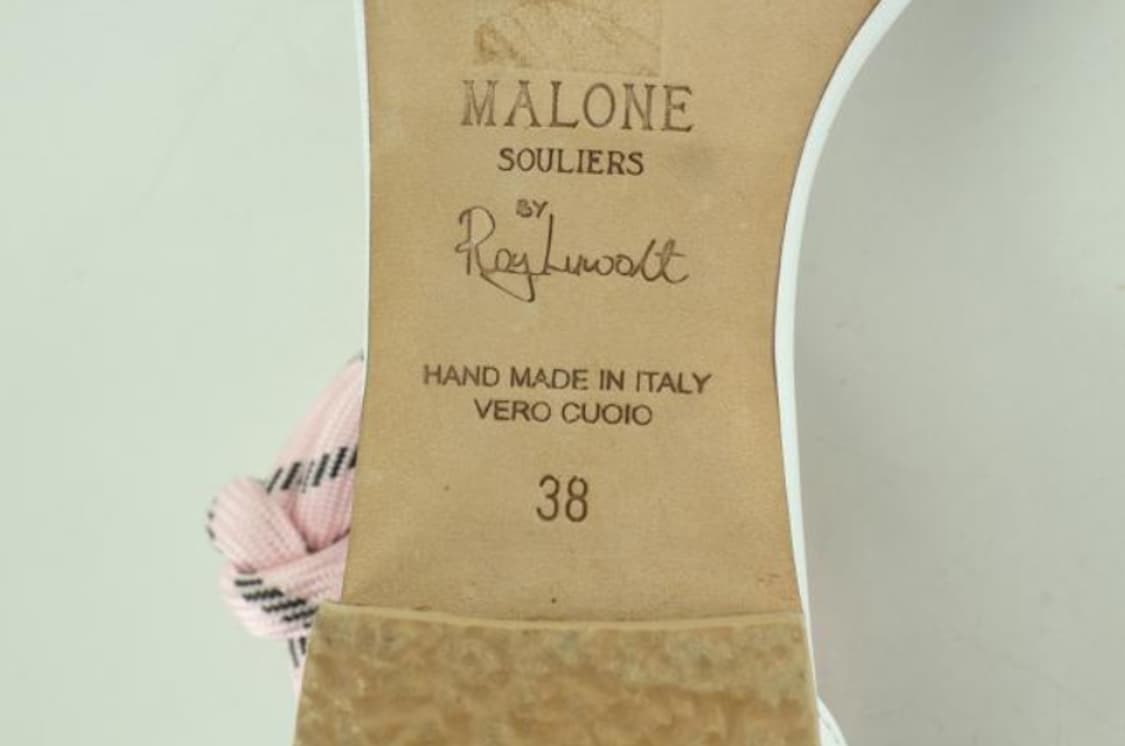 MALONE
SOULIERS
BY
Roy Luwolt
HAND MADE IN ITALY
VERO CUOIO
38